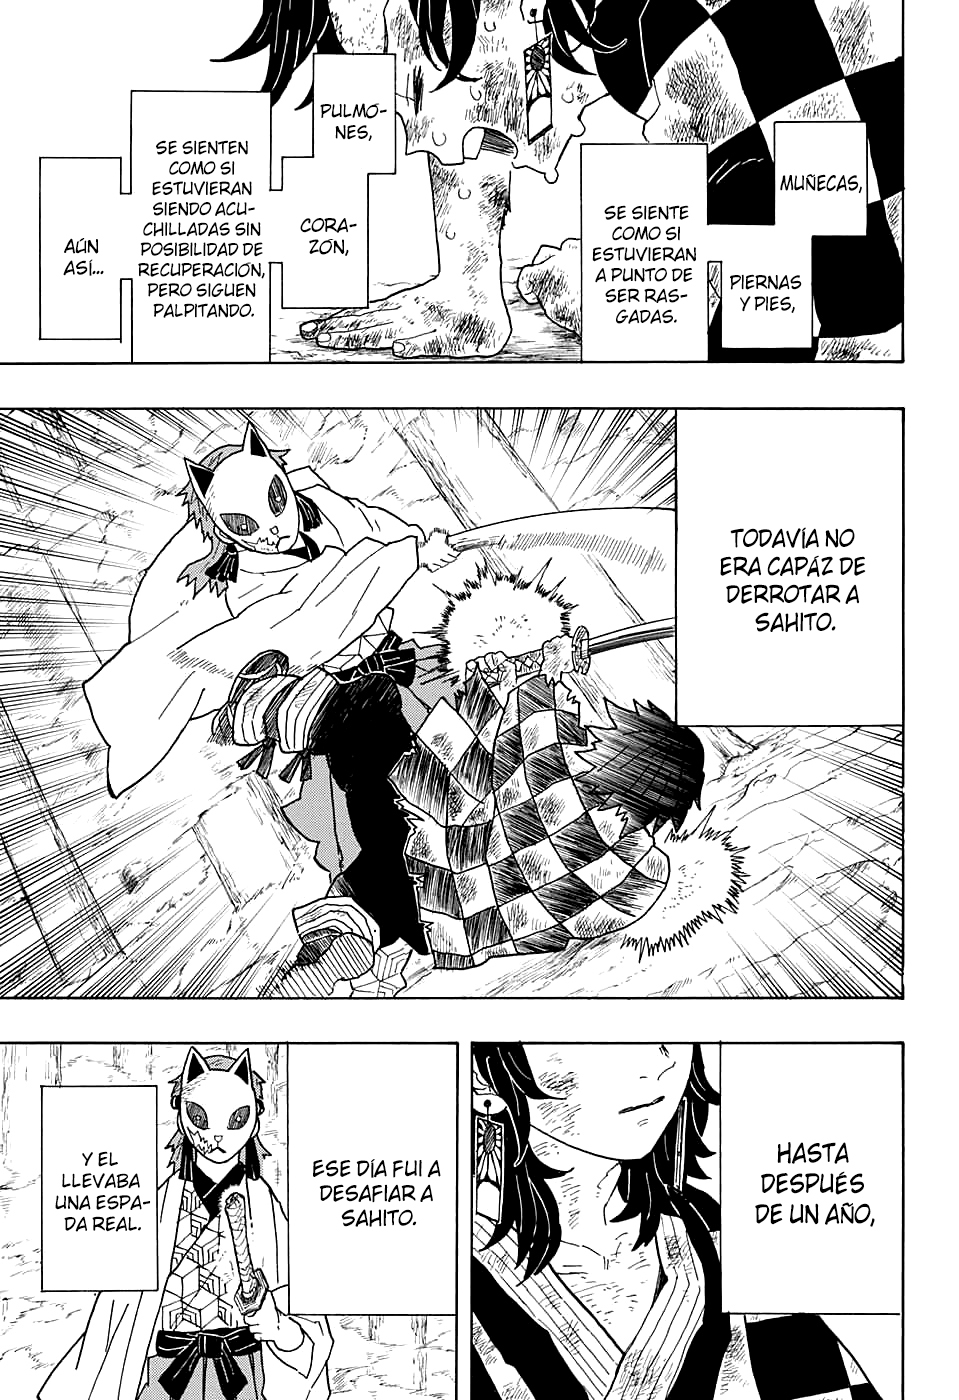 MUÑECAS,
PIERNAS
Y PIES,
SE SIENTE
COMO SI
ESTUVIERAN
A PUNTO DE
SER RAS-
GADAS.
PULMO-
NES,
CORA-
ZÓN,
SE SIENTEN
COMO SI
ESTUVIERAN
SIENDO ACU-
CHILLADAS SIN
POSIBILIDAD DE
RECUPERACIÓN,
PERO SIGUEN
PALPITANDO.
AÚN
ASÍ...
TODAVÍA NO
ERA CAPÁZ DE
DERROTAR A
SAHITO.
HASTA
DESPUÉS
DE UN AÑO,
ESE DÍA FUI A
DESAFIAR A
SAHITO.
Y EL
LLEVABA
UNA ESPA-
DA REAL.